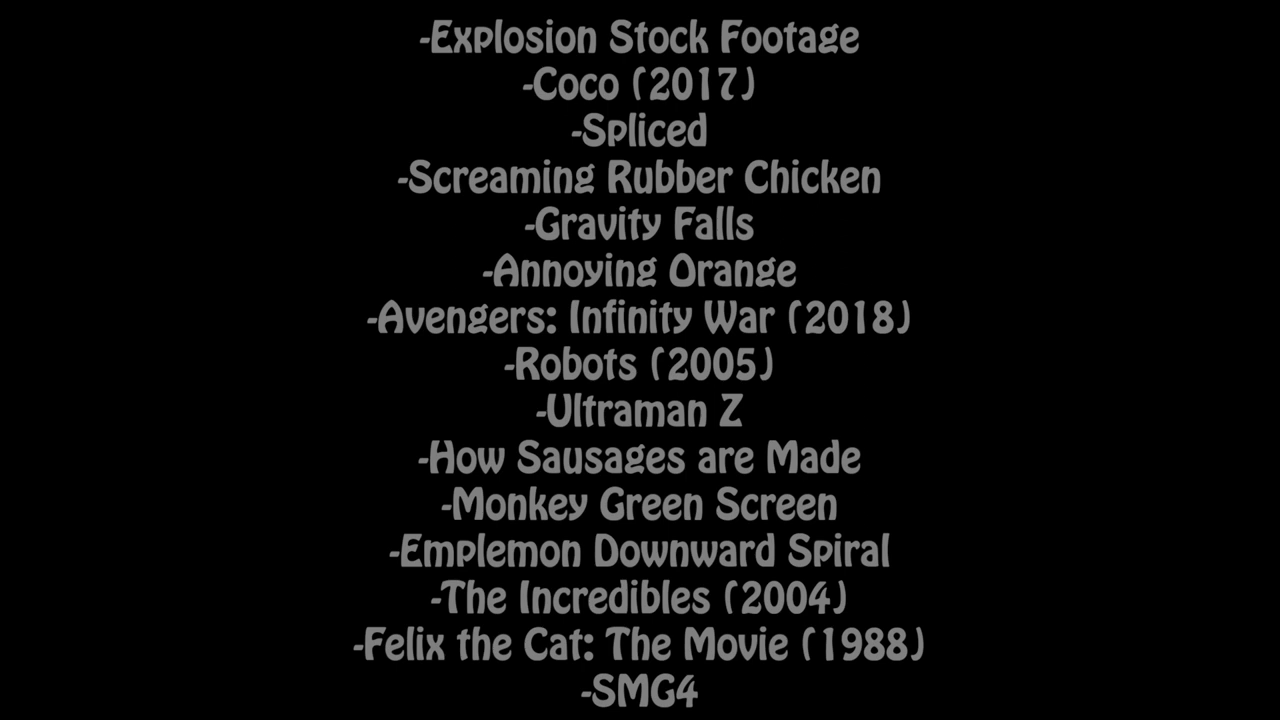 -Explosion Stock Footage
-Coco (2017)
-Spliced
-Screaming Rubber Chicken
-Gravity Falls
-Annoying Orange
-Avengers: Infinity War (2018)
-Robots (2005)
-Ultraman Z
-How Sausages are Made
-Monkey Green Screen
-Emplemon Downward Spiral
-The Incredibles (2004)
-Felix the Cat: The Movie (1988)
-SMG4